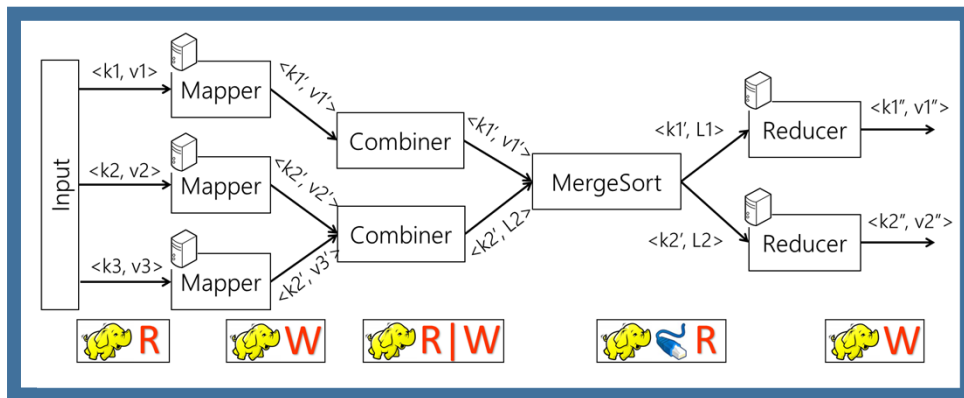 Input
<k1, v1>
Mapper
<k1′, v1′>
Combiner
<k1′, v1′>
<k2, v2>
Mapper
<k2′, v2′>
<k3, v3>
Mapper
<k2′, v3′>
Combiner
<k2′, L2>
MergeSort
<k1′, L1>
Reducer
<k1″, v1″>
<k2′, L2>
Reducer
<k2″, v2″>
R
W
R|W
R
W